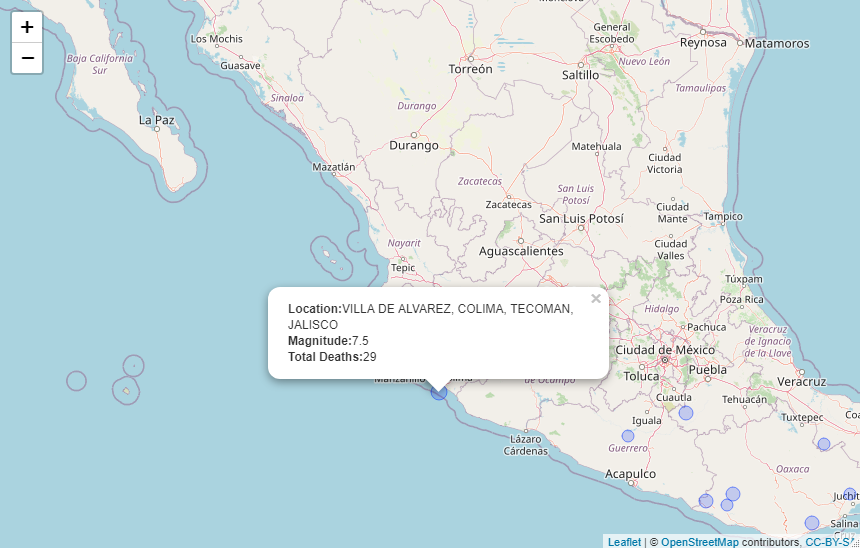 +
−
Los Mochis
General
Escobedo
Reynosa
Matamoros
Baja California
Sur
Guasave
Torreón
Saltillo
Nuevo León
Sinaloa
Durango
Tamaulipas
La Paz
Durango
Matehuala
Ciudad
Victoria
Mazatlán
Zacatecas
San Luis
Potosí
Zacatecas
Ciudad
Mante
San Luis Potosí
Tampico
Nayarit
Aguascalientes
Ciudad
Valles
Tepic
Túxpam
Poza Rica
×
Location:VILLA DE ALVAREZ, COLIMA, TECOMAN,
JALISCO
Magnitude:7.5
Total Deaths:29
Hidalgo
Pachuca
Veracruz
de Ignacio
de la Llave
Ciudad de México
Toluca
Puebla
Manzanillo
de Ocampo
Veracruz
Cuautla
Tehuacán
Iguala
Tuxtepec
Lázaro
Cárdenas
Guerrero
Acapulco
Oaxaca
Juchit
Salina
Leaflet | © OpenStreetMap contributors, CC-BY-SA